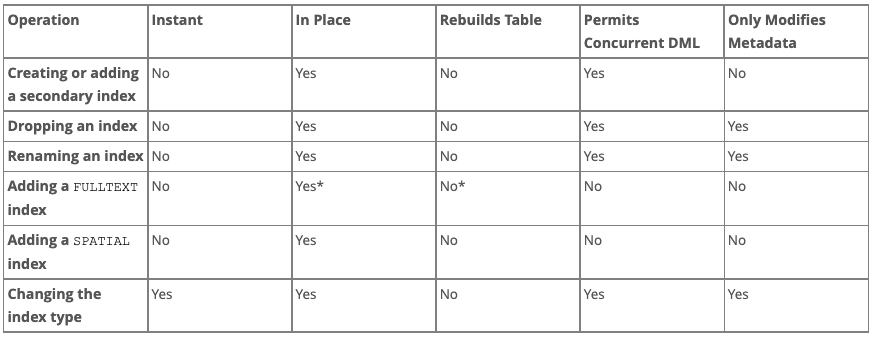 Operation Instant In Place Rebuilds Table Permits Concurrent DML Only Modifies Metadata
Creating or adding a secondary index No Yes No Yes No
Dropping an index No Yes No Yes Yes
Renaming an index No Yes No Yes Yes
Adding a FULLTEXT index No Yes* No* No No
Adding a SPATIAL index No Yes No No No
Changing the index type Yes Yes No Yes Yes